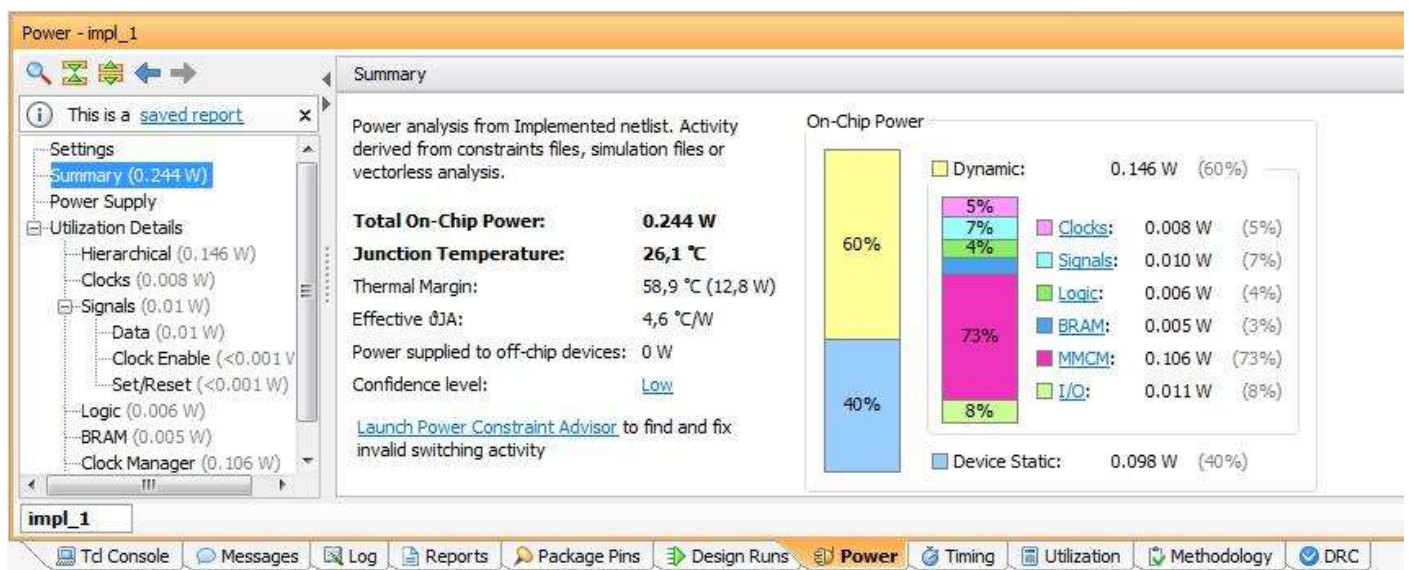 Power - impl_1
This is a saved report x
Settings
Summary (0.244 W)
Power Supply
Utilization Details
Hierarchical (0.146 W)
Clocks (0.008 W)
Signals (0.01 W)
Data (0.01 W)
Clock Enable (<0.001 W
Set/Reset (<0.001 W)
Logic (0.006 W)
BRAM (0.005 W)
Clock Manager (0.106 W)
impl_1
Summary
Power analysis from Implemented netlist. Activity
derived from constraints files, simulation files or
vectorless analysis.
Total On-Chip Power: 0.244 W
Junction Temperature: 26,1 °C
Thermal Margin: 58,9 °C (12,8 W)
Effective ϑJA: 4,6 °C/W
Power supplied to off-chip devices: 0 W
Confidence level: Low
Launch Power Constraint Advisor to find and fix
invalid switching activity
On-Chip Power
60%
40%
Dynamic: 0.146 W (60%)
5%
7%
4%
73%
8%
Clocks: 0.008 W (5%)
Signals: 0.010 W (7%)
Logic: 0.006 W (4%)
BRAM: 0.005 W (3%)
MMCM: 0.106 W (73%)
I/O: 0.011 W (8%)
Device Static: 0.098 W (40%)
Tcl Console Messages Log Reports Package Pins Design Runs Power Timing Utilization Methodology DRC